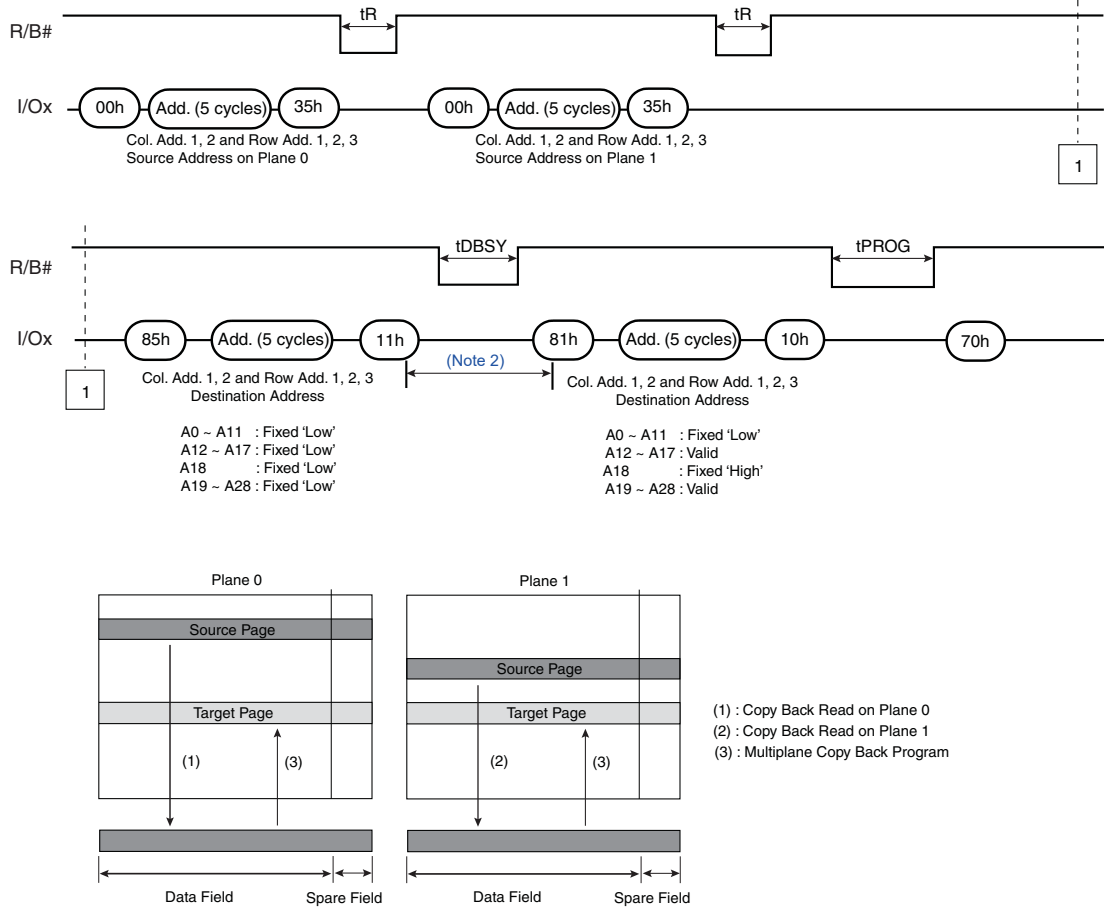 tR
tR
R/B#
I/Ox
00h
Add. (5 cycles)
35h
00h
Add. (5 cycles)
35h
Col. Add. 1, 2 and Row Add. 1, 2, 3
Source Address on Plane 0
Col. Add. 1, 2 and Row Add. 1, 2, 3
Source Address on Plane 1
1
tDBSY
tPROG
R/B#
I/Ox
85h
Add. (5 cycles)
11h
(Note 2)
81h
Add. (5 cycles)
10h
70h
1
Col. Add. 1, 2 and Row Add. 1, 2, 3
Destination Address
A0 ~ A11 : Fixed ‘Low’
A12 ~ A17 : Fixed ‘Low’
A18 : Fixed ‘Low’
A19 ~ A28 : Fixed ‘Low’
Col. Add. 1, 2 and Row Add. 1, 2, 3
Destination Address
A0 ~ A11 : Fixed ‘Low’
A12 ~ A17 : Valid
A18 : Fixed ‘High’
A19 ~ A28 : Valid
Plane 0
Source Page
Target Page
(1)
(3)
Data Field
Spare Field
Plane 1
Source Page
Target Page
(2)
(3)
Data Field
Spare Field
(1) : Copy Back Read on Plane 0
(2) : Copy Back Read on Plane 1
(3) : Multiplane Copy Back Program